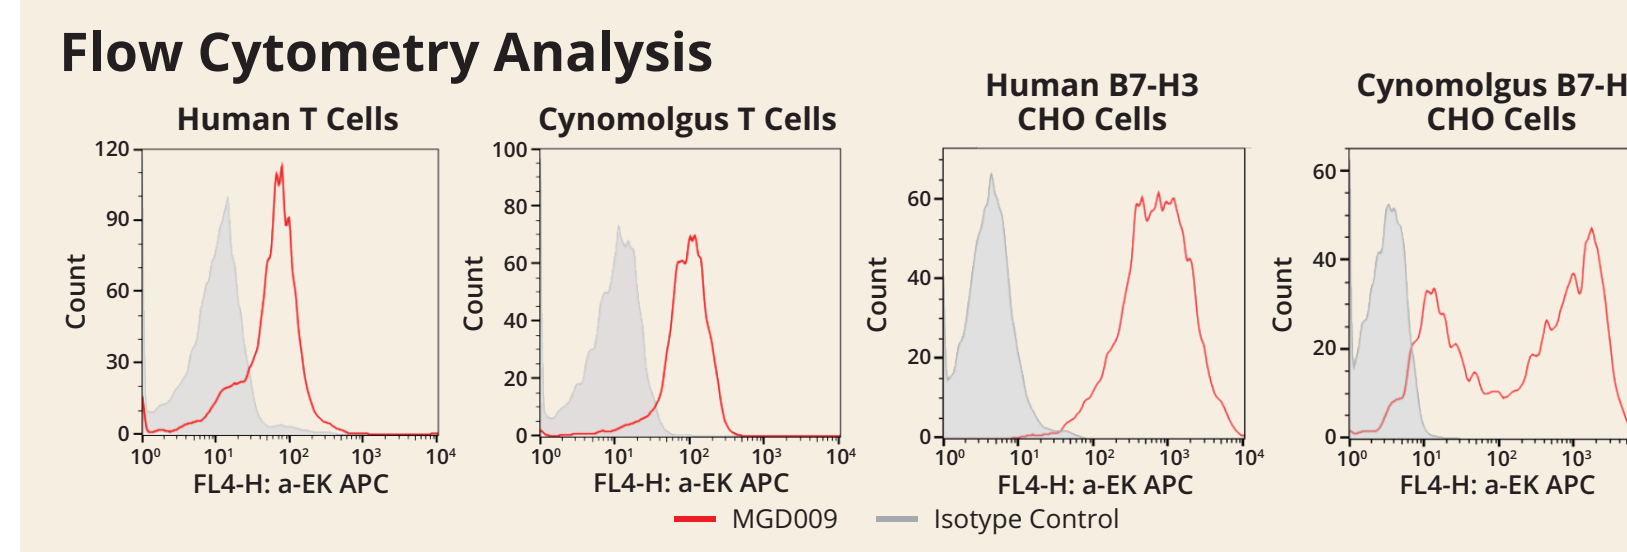 Flow Cytometry Analysis
Human T Cells
120
90
60
30
0
Count
10⁰ 10¹ 10² 10³ 10⁴
FL4-H: a-EK APC
Cynomolgus T Cells
100
80
60
40
20
0
Count
10⁰ 10¹ 10² 10³ 10⁴
FL4-H: a-EK APC
Human B7-H3
CHO Cells
60
40
20
0
Count
10⁰ 10¹ 10² 10³ 10⁴
FL4-H: a-EK APC
Cynomolgus B7-H
CHO Cells
60
40
20
0
Count
10⁰ 10¹ 10² 10³
FL4-H: a-EK APC
MGD009 Isotype Control